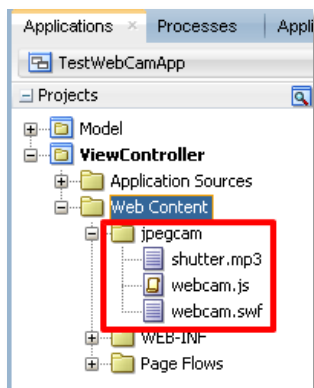 Applications Processes Appli
TestWebCamApp
Projects
Model
ViewController
Application Sources
Web Content
jpegcam
shutter.mp3
webcam.js
webcam.swf
WEB-INF
Page Flows